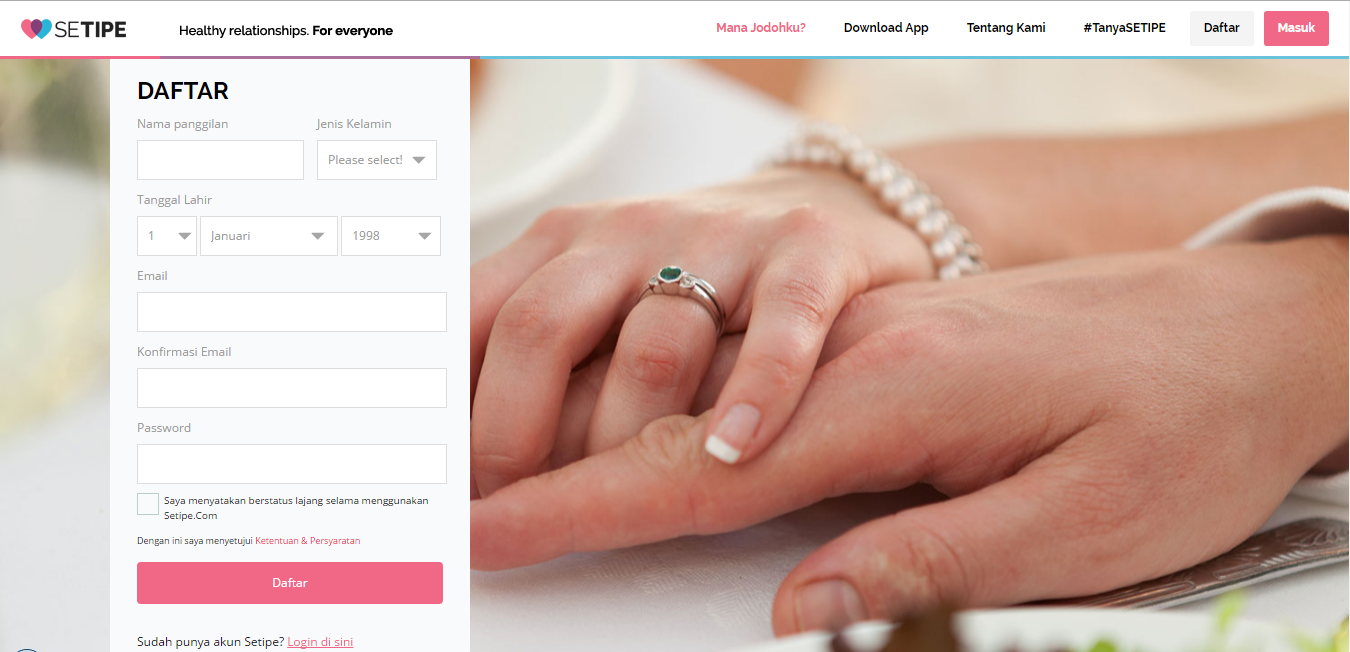 SETIPE
Healthy relationships. For everyone
Mana Jodohku?
Download App
Tentang Kami
#TanyaSETIPE
Daftar
Masuk
DAFTAR
Nama panggilan
Jenis Kelamin
Please select!
Tanggal Lahir
1
Januari
1998
Email
Konfirmasi Email
Password
Saya menyatakan berstatus lajang selama menggunakan
Setipe.Com
Dengan ini saya menyetujui Ketentuan & Persyaratan
Daftar
Sudah punya akun Setipe? Login di sini